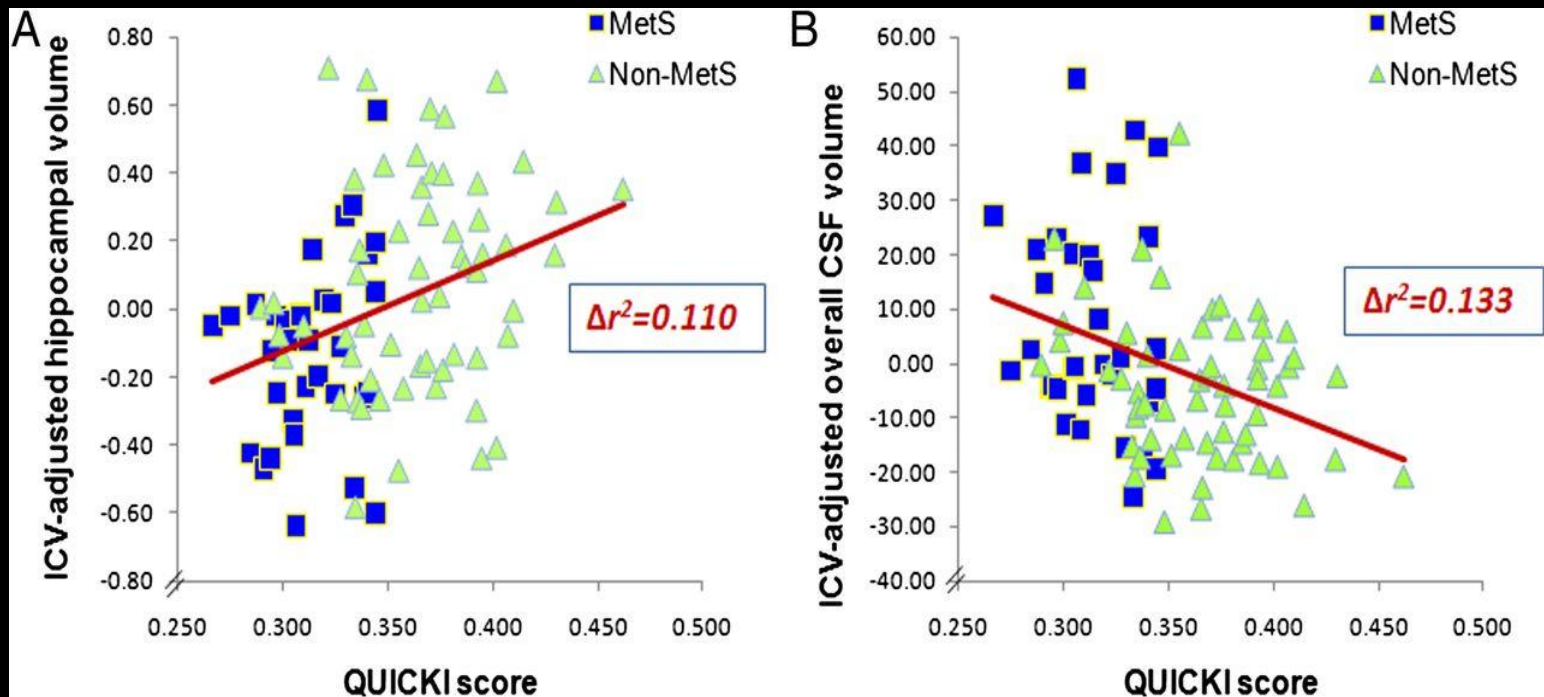 A
ICV-adjusted hippocampal volume
0.80
0.60
0.40
0.20
0.00
-0.20
-0.40
-0.60
-0.80
MetS
Non-MetS
Δr²=0.110
0.250 0.300 0.350 0.400 0.450 0.500
QUICKI score
B
ICV-adjusted overall CSF volume
60.00
50.00
40.00
30.00
20.00
10.00
0.00
-10.00
-20.00
-30.00
-40.00
MetS
Non-MetS
Δr²=0.133
0.250 0.300 0.350 0.400 0.450 0.500
QUICKI score